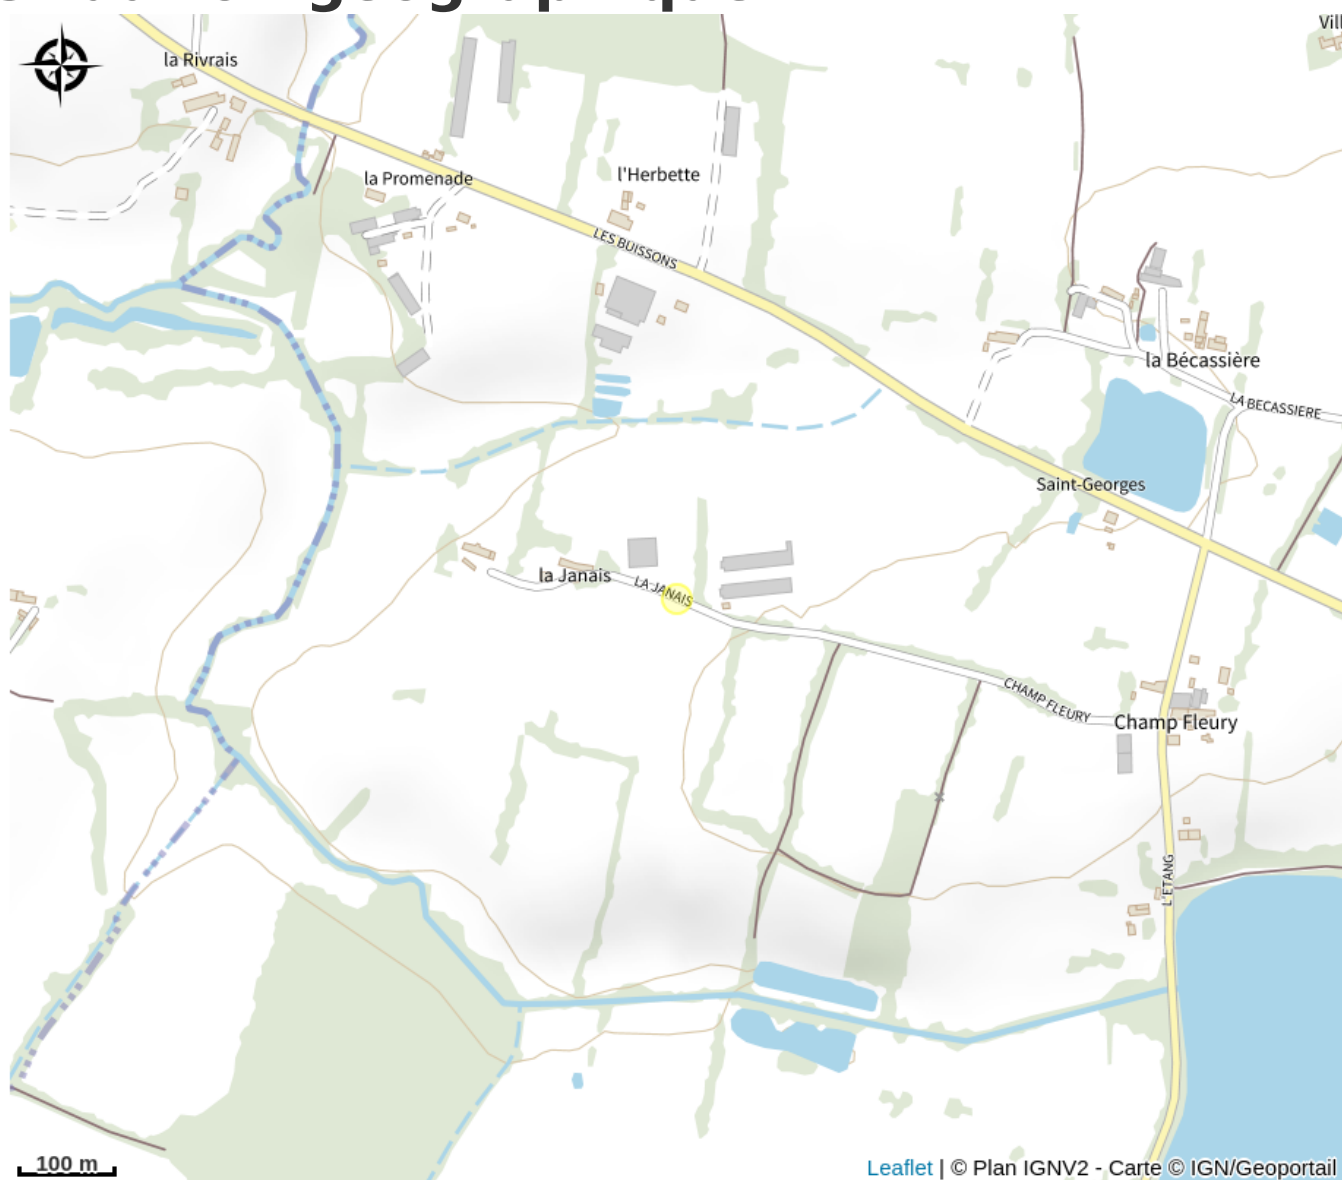 Vill
la Rivrais
la Promenade
l'Herbette
LES BUISSONS
la Bécassière
LA BECASSIERE
Saint-Georges
la Janais
LA JANAIS
CHAMP FLEURY
Champ Fleury
L'ETANG
100 m
Leaflet | © Plan IGNV2 - Carte © IGN/Geoportail